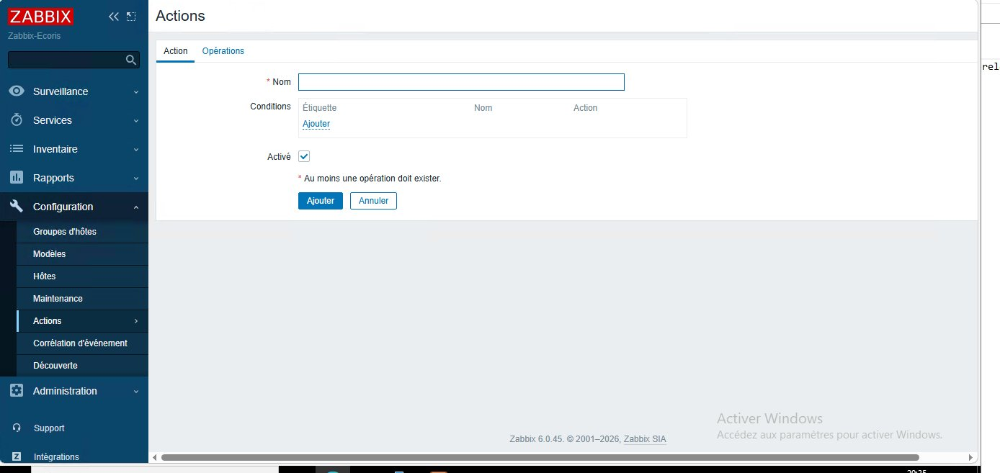 ZABBIX
Zabbix-Ecoris
Surveillance
Services
Inventaire
Rapports
Configuration
Groupes d'hôtes
Modèles
Hôtes
Maintenance
Actions
Corrélation d'événement
Découverte
Administration
Support
Intégrations
Actions
Action Opérations
* Nom
Conditions Étiquette Nom Action
Ajouter
Activé
* Au moins une opération doit exister.
Ajouter Annuler
Activer Windows
Accédez aux paramètres pour activer Windows.
Zabbix 6.0.45. © 2001–2026, Zabbix SIA
rel